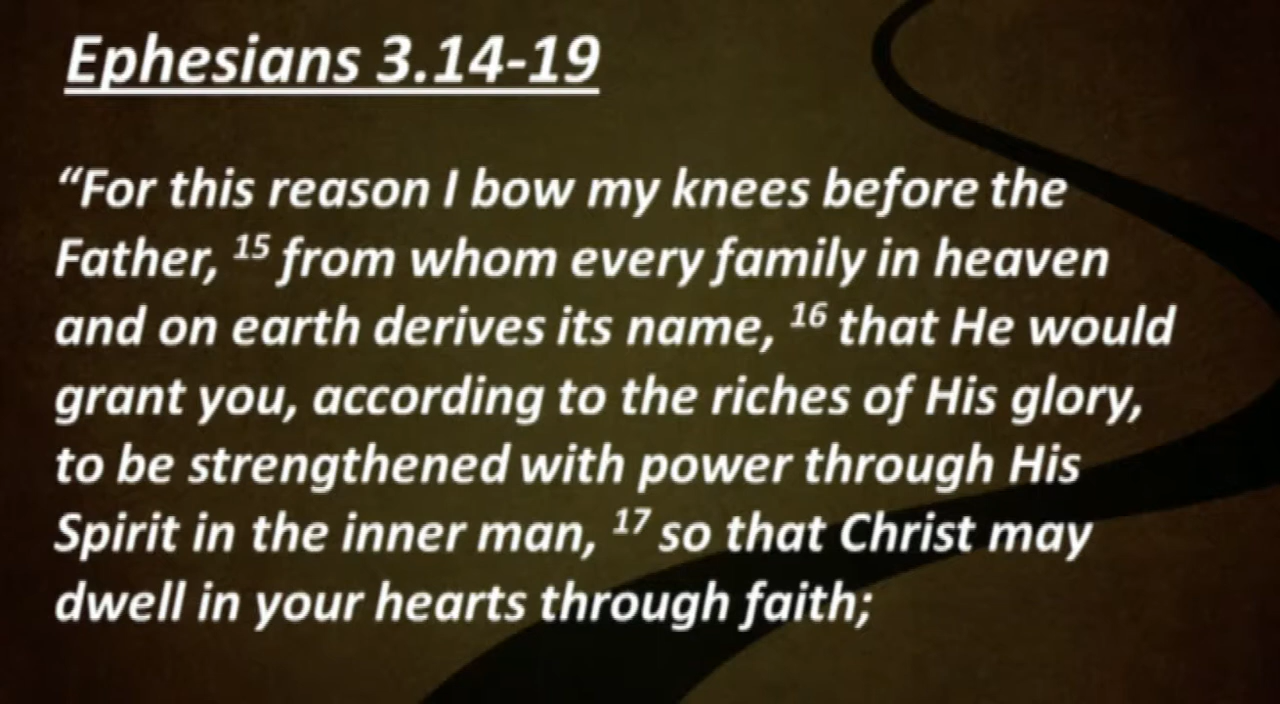 Ephesians 3.14-19
“For this reason I bow my knees before the
Father, 15 from whom every family in heaven
and on earth derives its name, 16 that He would
grant you, according to the riches of His glory,
to be strengthened with power through His
Spirit in the inner man, 17 so that Christ may
dwell in your hearts through faith;